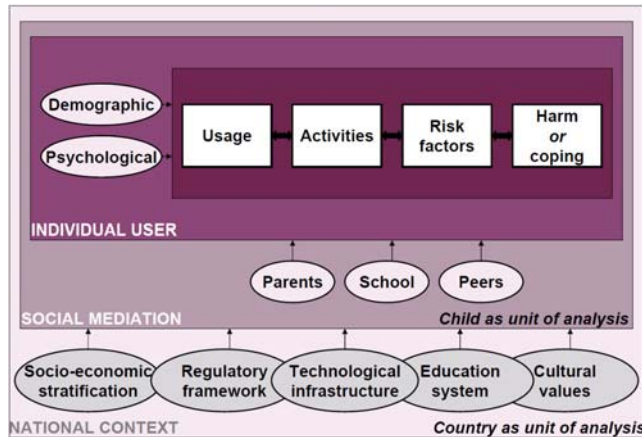 Demographic
Psychological
Usage
Activities
Risk
factors
Harm
or
coping
INDIVIDUAL USER
Parents
School
Peers
SOCIAL MEDIATION
Child as unit of analysis
Socio-economic
stratification
Regulatory
framework
Technological
infrastructure
Education
system
Cultural
values
NATIONAL CONTEXT
Country as unit of analysis